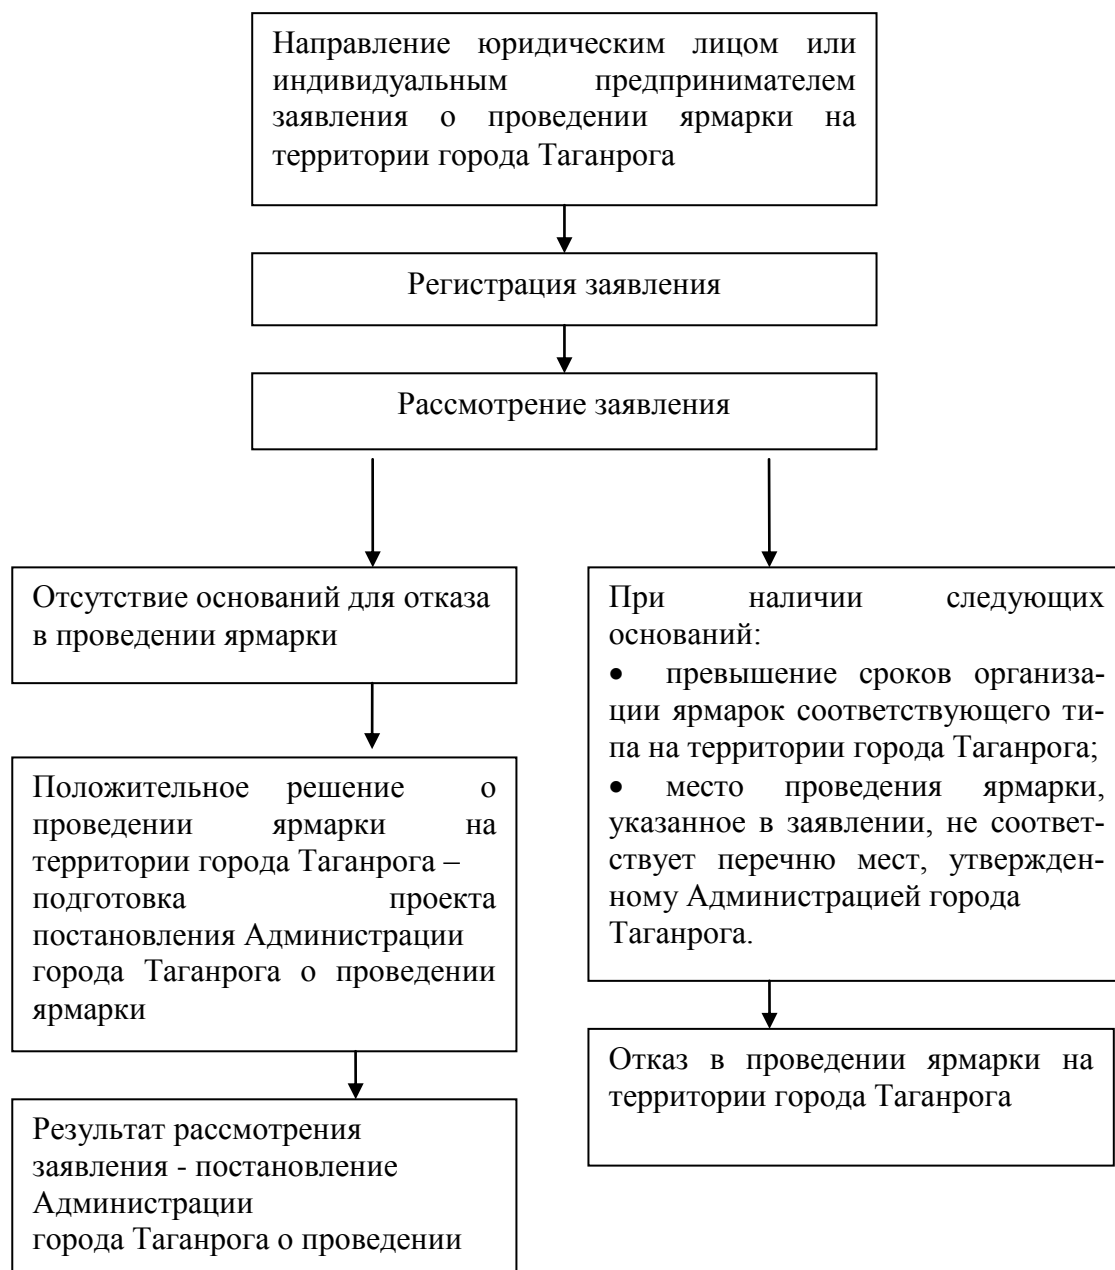 Направление юридическим лицом или
индивидуальным предпринимателем
заявления о проведении ярмарки на
территории города Таганрога
Регистрация заявления
Рассмотрение заявления
Отсутствие оснований для отказа
в проведении ярмарки
Положительное решение о
проведении ярмарки на
территории города Таганрога –
подготовка проекта
постановления Администрации
города Таганрога о проведении
ярмарки
Результат рассмотрения
заявления - постановление
Администрации
города Таганрога о проведении
При наличии следующих
оснований:
• превышение сроков организа-
ции ярмарок соответствующего ти-
па на территории города Таганрога;
• место проведения ярмарки,
указанное в заявлении, не соответ-
ствует перечню мест, утвержден-
ному Администрацией города
Таганрога.
Отказ в проведении ярмарки на
территории города Таганрога